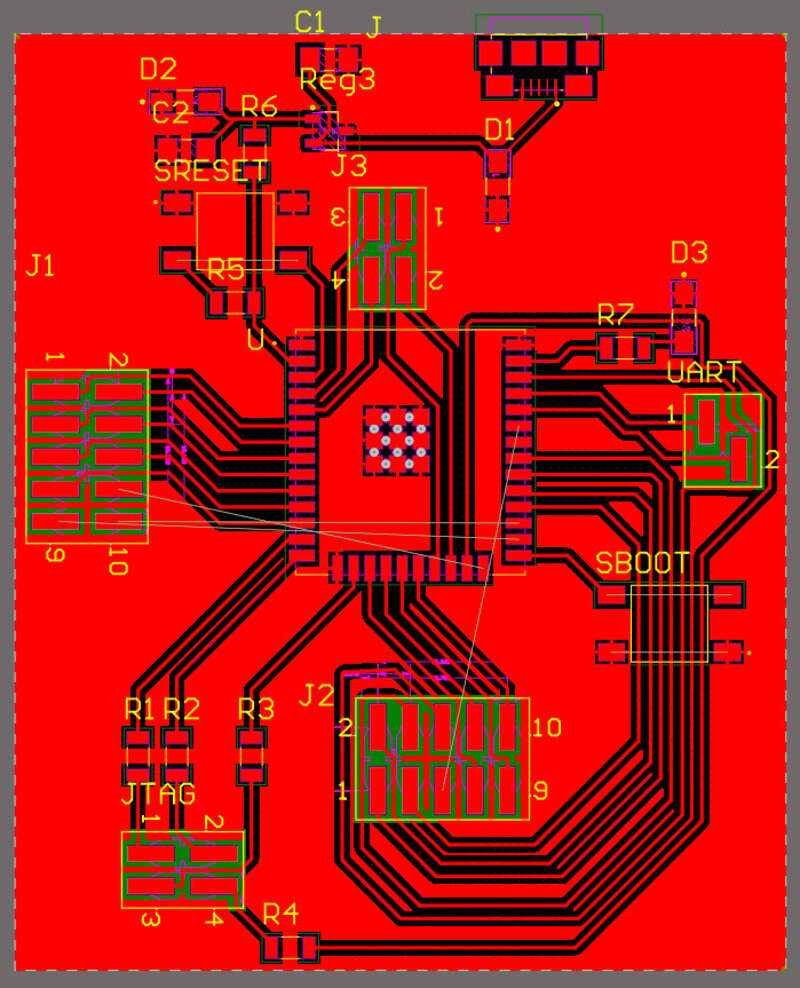 C1 J
Reg3
D2
C2 R6
SRESET
D1
J3
3 1
4 2
J1
R5
D3
R7
U
UART
1
2
1 2
9 10
SBOOT
R1 R2 R3
J2
2 10
1 9
JTAG
1 2
3 4
R4